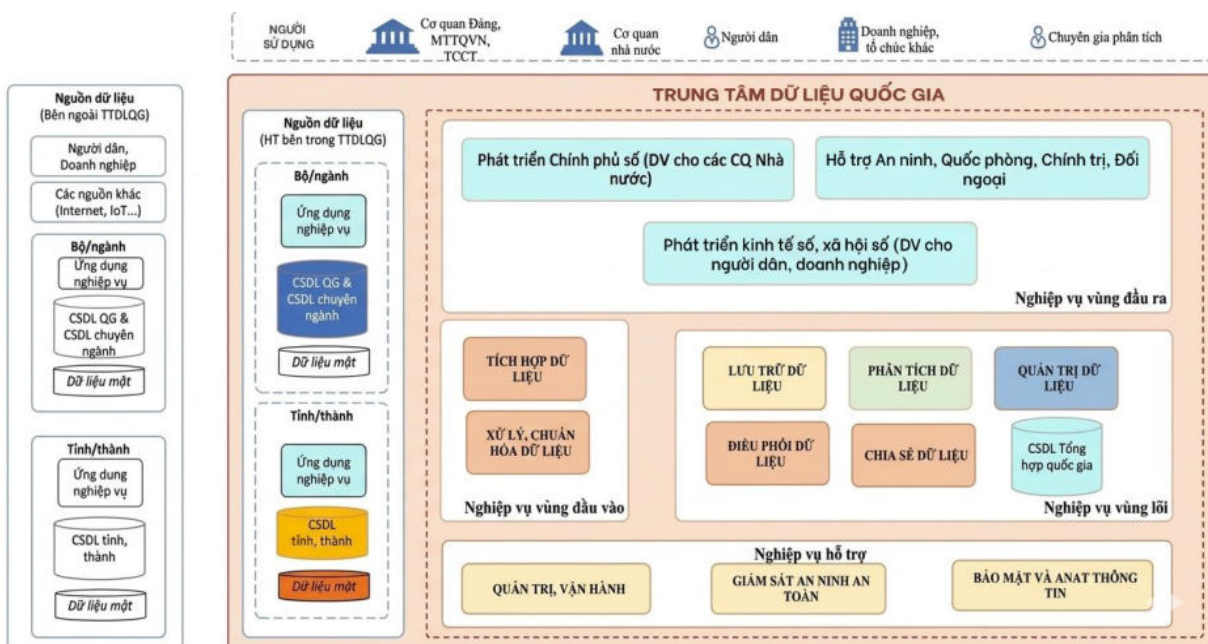 NGƯỜI
SỬ DỤNG
Cơ quan Đảng,
MTTQVN,
TCCT
Cơ quan
nhà nước
Người dân
Doanh nghiệp,
tổ chức khác
Chuyên gia phân tích
Nguồn dữ liệu
(Bên ngoài TTDLQG)
Người dân,
Doanh nghiệp
Các nguồn khác
(Internet, IoT...)
Bộ/ngành
Ứng dụng
nghiệp vụ
CSDL QG &
CSDL chuyên
ngành
Dữ liệu mật
Tỉnh/thành
Ứng dung
nghiệp vụ
CSDL tỉnh,
thành
Dữ liệu mật
TRUNG TÂM DỮ LIỆU QUỐC GIA
Nguồn dữ liệu
(HT bên trong TTDLQG)
Bộ/ngành
Ứng dụng
nghiệp vụ
CSDL QG &
CSDL chuyên
ngành
Dữ liệu mật
Tỉnh/thành
Ứng dụng
nghiệp vụ
CSDL
tỉnh, thành
Dữ liệu mật
Phát triển Chính phủ số (DV cho các CQ Nhà
nước)
Hỗ trợ An ninh, Quốc phòng, Chính trị, Đối
ngoại
Phát triển kinh tế số, xã hội số (DV cho
người dân, doanh nghiệp)
Nghiệp vụ vùng đầu ra
TÍCH HỢP DỮ
LIỆU
XỬ LÝ, CHUẨN
HÓA DỮ LIỆU
Nghiệp vụ vùng đầu vào
LƯU TRỮ DỮ
LIỆU
PHÂN TÍCH DỮ
LIỆU
QUẢN TRỊ DỮ
LIỆU
ĐIỀU PHỐI DỮ
LIỆU
CHIA SẺ DỮ LIỆU
CSDL Tổng
hợp quốc gia
Nghiệp vụ vùng lõi
Nghiệp vụ hỗ trợ
QUẢN TRỊ, VẬN HÀNH
GIÁM SÁT AN NINH AN
TOÀN
BẢO MẬT VÀ ANAT THÔNG
TIN